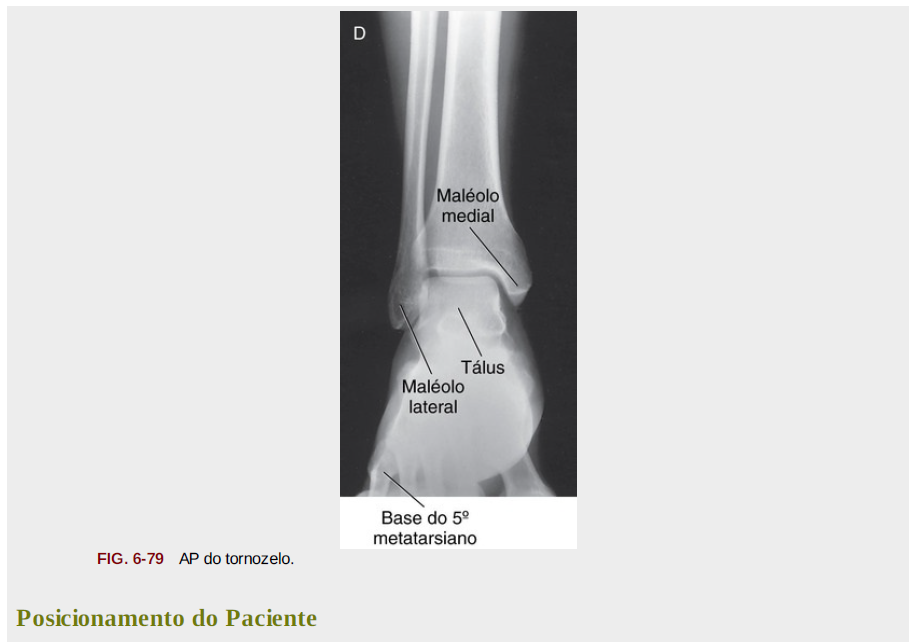 D
Maléolo
medial
Tálus
Maléolo
lateral
Base do 5º
metatarsiano
FIG. 6-79 AP do tornozelo.
Posicionamento do Paciente